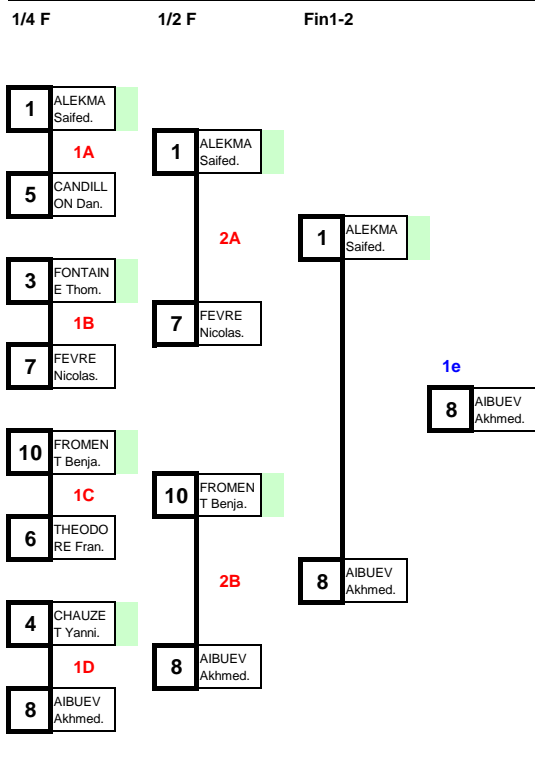 1/4 F
1/2 F
Fin1-2
1
ALEKMA
Saifed.
1A
5
CANDILL
ON Dan.
3
FONTAIN
E Thom.
1B
7
FEVRE
Nicolas.
10
FROMEN
T Benja.
1C
6
THEODO
RE Fran.
4
CHAUZE
T Yanni.
1D
8
AIBUEV
Akhmed.
1
ALEKMA
Saifed.
2A
7
FEVRE
Nicolas.
10
FROMEN
T Benja.
2B
8
AIBUEV
Akhmed.
1
ALEKMA
Saifed.
8
AIBUEV
Akhmed.
1e
8
AIBUEV
Akhmed.